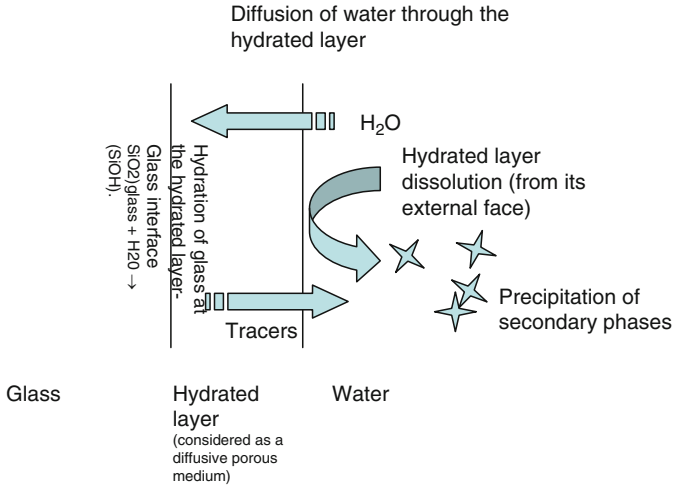 Diffusion of water through the
hydrated layer
H₂O
Hydrated layer
dissolution (from its
external face)
Hydration of glass at
the hydrated layer-
Glass interface
SiO2)glass + H20 →
(SiOH).
Tracers
Precipitation of
secondary phases
Glass
Hydrated
layer
(considered as a
diffusive porous
medium)
Water